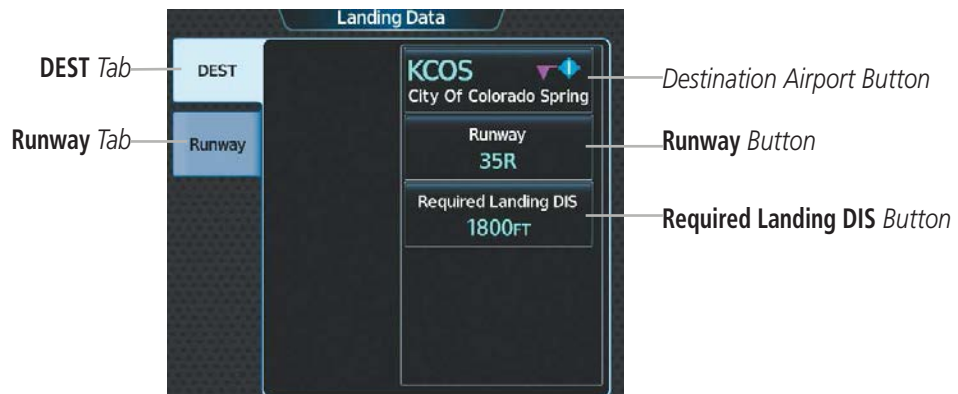 Landing Data
DEST Tab
DEST
KCOS
City Of Colorado Spring
Destination Airport Button
Runway Tab
Runway
Runway
35R
Runway Button
Required Landing DIS
1800FT
Required Landing DIS Button